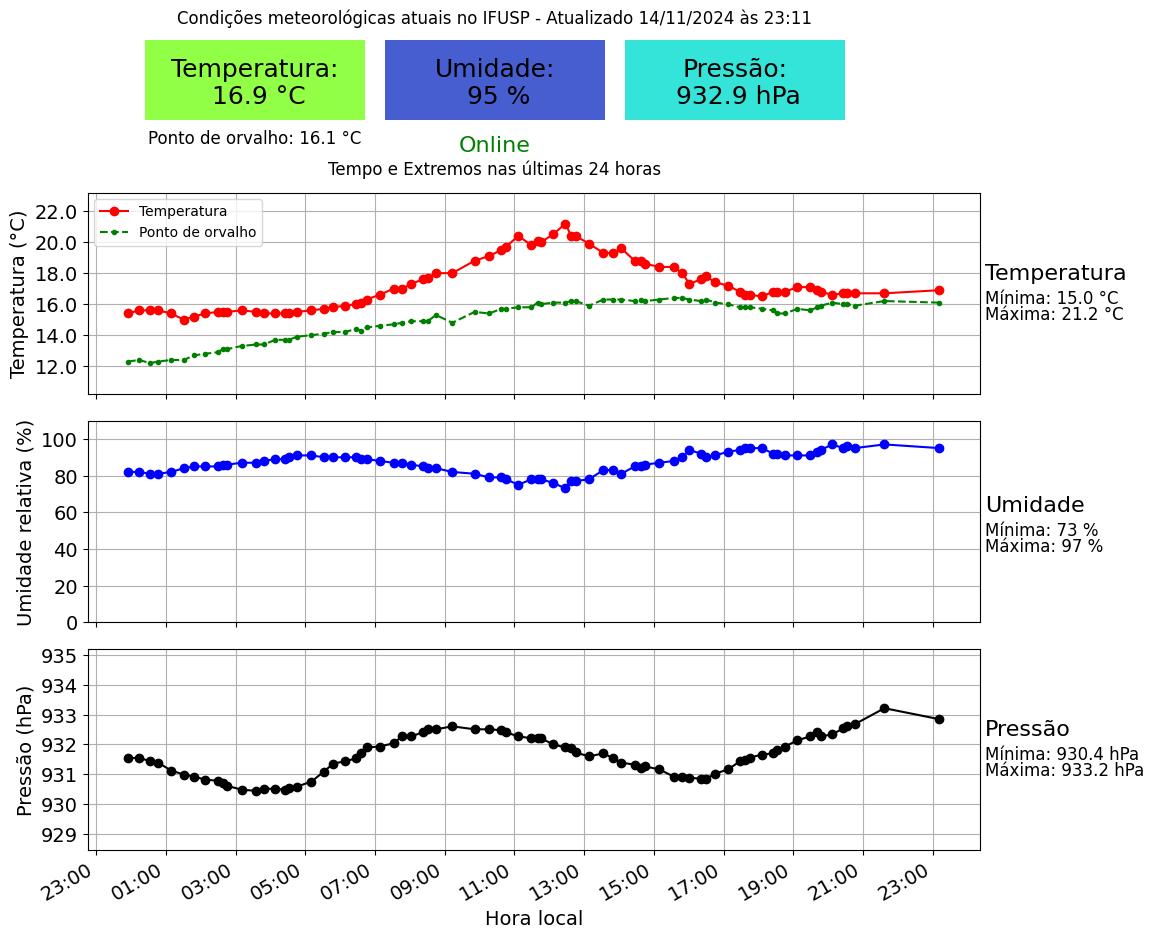 Condições meteorológicas atuais no IFUSP - Atualizado 14/11/2024 às 23:11
Temperatura:
16.9 °C
Umidade:
95 %
Pressão:
932.9 hPa
Ponto de orvalho: 16.1 °C
Online
Tempo e Extremos nas últimas 24 horas
Temperatura (°C)
22.0
20.0
18.0
16.0
14.0
12.0
Temperatura
Ponto de orvalho
Temperatura
Mínima: 15.0 °C
Máxima: 21.2 °C
Umidade relativa (%)
100
80
60
40
20
0
Umidade
Mínima: 73 %
Máxima: 97 %
Pressão (hPa)
935
934
933
932
931
930
929
Pressão
Mínima: 930.4 hPa
Máxima: 933.2 hPa
23:00 01:00 03:00 05:00 07:00 09:00 11:00 13:00 15:00 17:00 19:00 21:00 23:00
Hora local